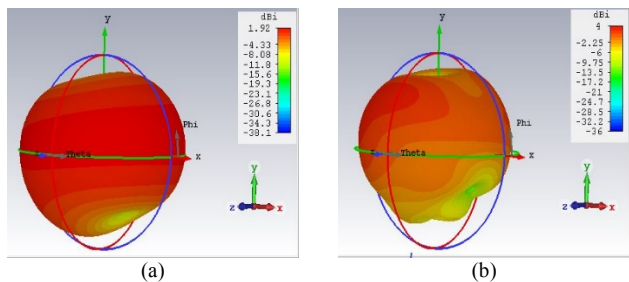 dBi
1.92
-4.33
-8.08
-11.8
-15.6
-19.3
-23.1
-26.8
-30.6
-34.3
-38.1
y
Phi
Theta
x
y
z
x
(a)
dBi
4
-2.25
-6
-9.75
-13.5
-17.2
-21
-24.7
-28.5
-32.2
-36
y
Phi
Theta
x
y
z
x
(b)